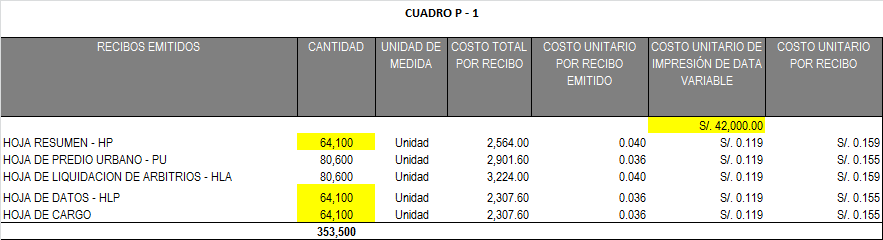 CUADRO P - 1
RECIBOS EMITIDOS CANTIDAD UNIDAD DE MEDIDA COSTO TOTAL POR RECIBO COSTO UNITARIO POR RECIBO EMITIDO COSTO UNITARIO DE IMPRESIÓN DE DATA VARIABLE COSTO UNITARIO POR RECIBO
S/. 42,000.00
HOJA RESUMEN - HP 64,100 Unidad 2,564.00 0.040 S/. 0.119 S/. 0.159
HOJA DE PREDIO URBANO - PU 80,600 Unidad 2,901.60 0.036 S/. 0.119 S/. 0.155
HOJA DE LIQUIDACION DE ARBITRIOS - HLA 80,600 Unidad 3,224.00 0.040 S/. 0.119 S/. 0.159
HOJA DE DATOS - HLP 64,100 Unidad 2,307.60 0.036 S/. 0.119 S/. 0.155
HOJA DE CARGO 64,100 Unidad 2,307.60 0.036 S/. 0.119 S/. 0.155
353,500